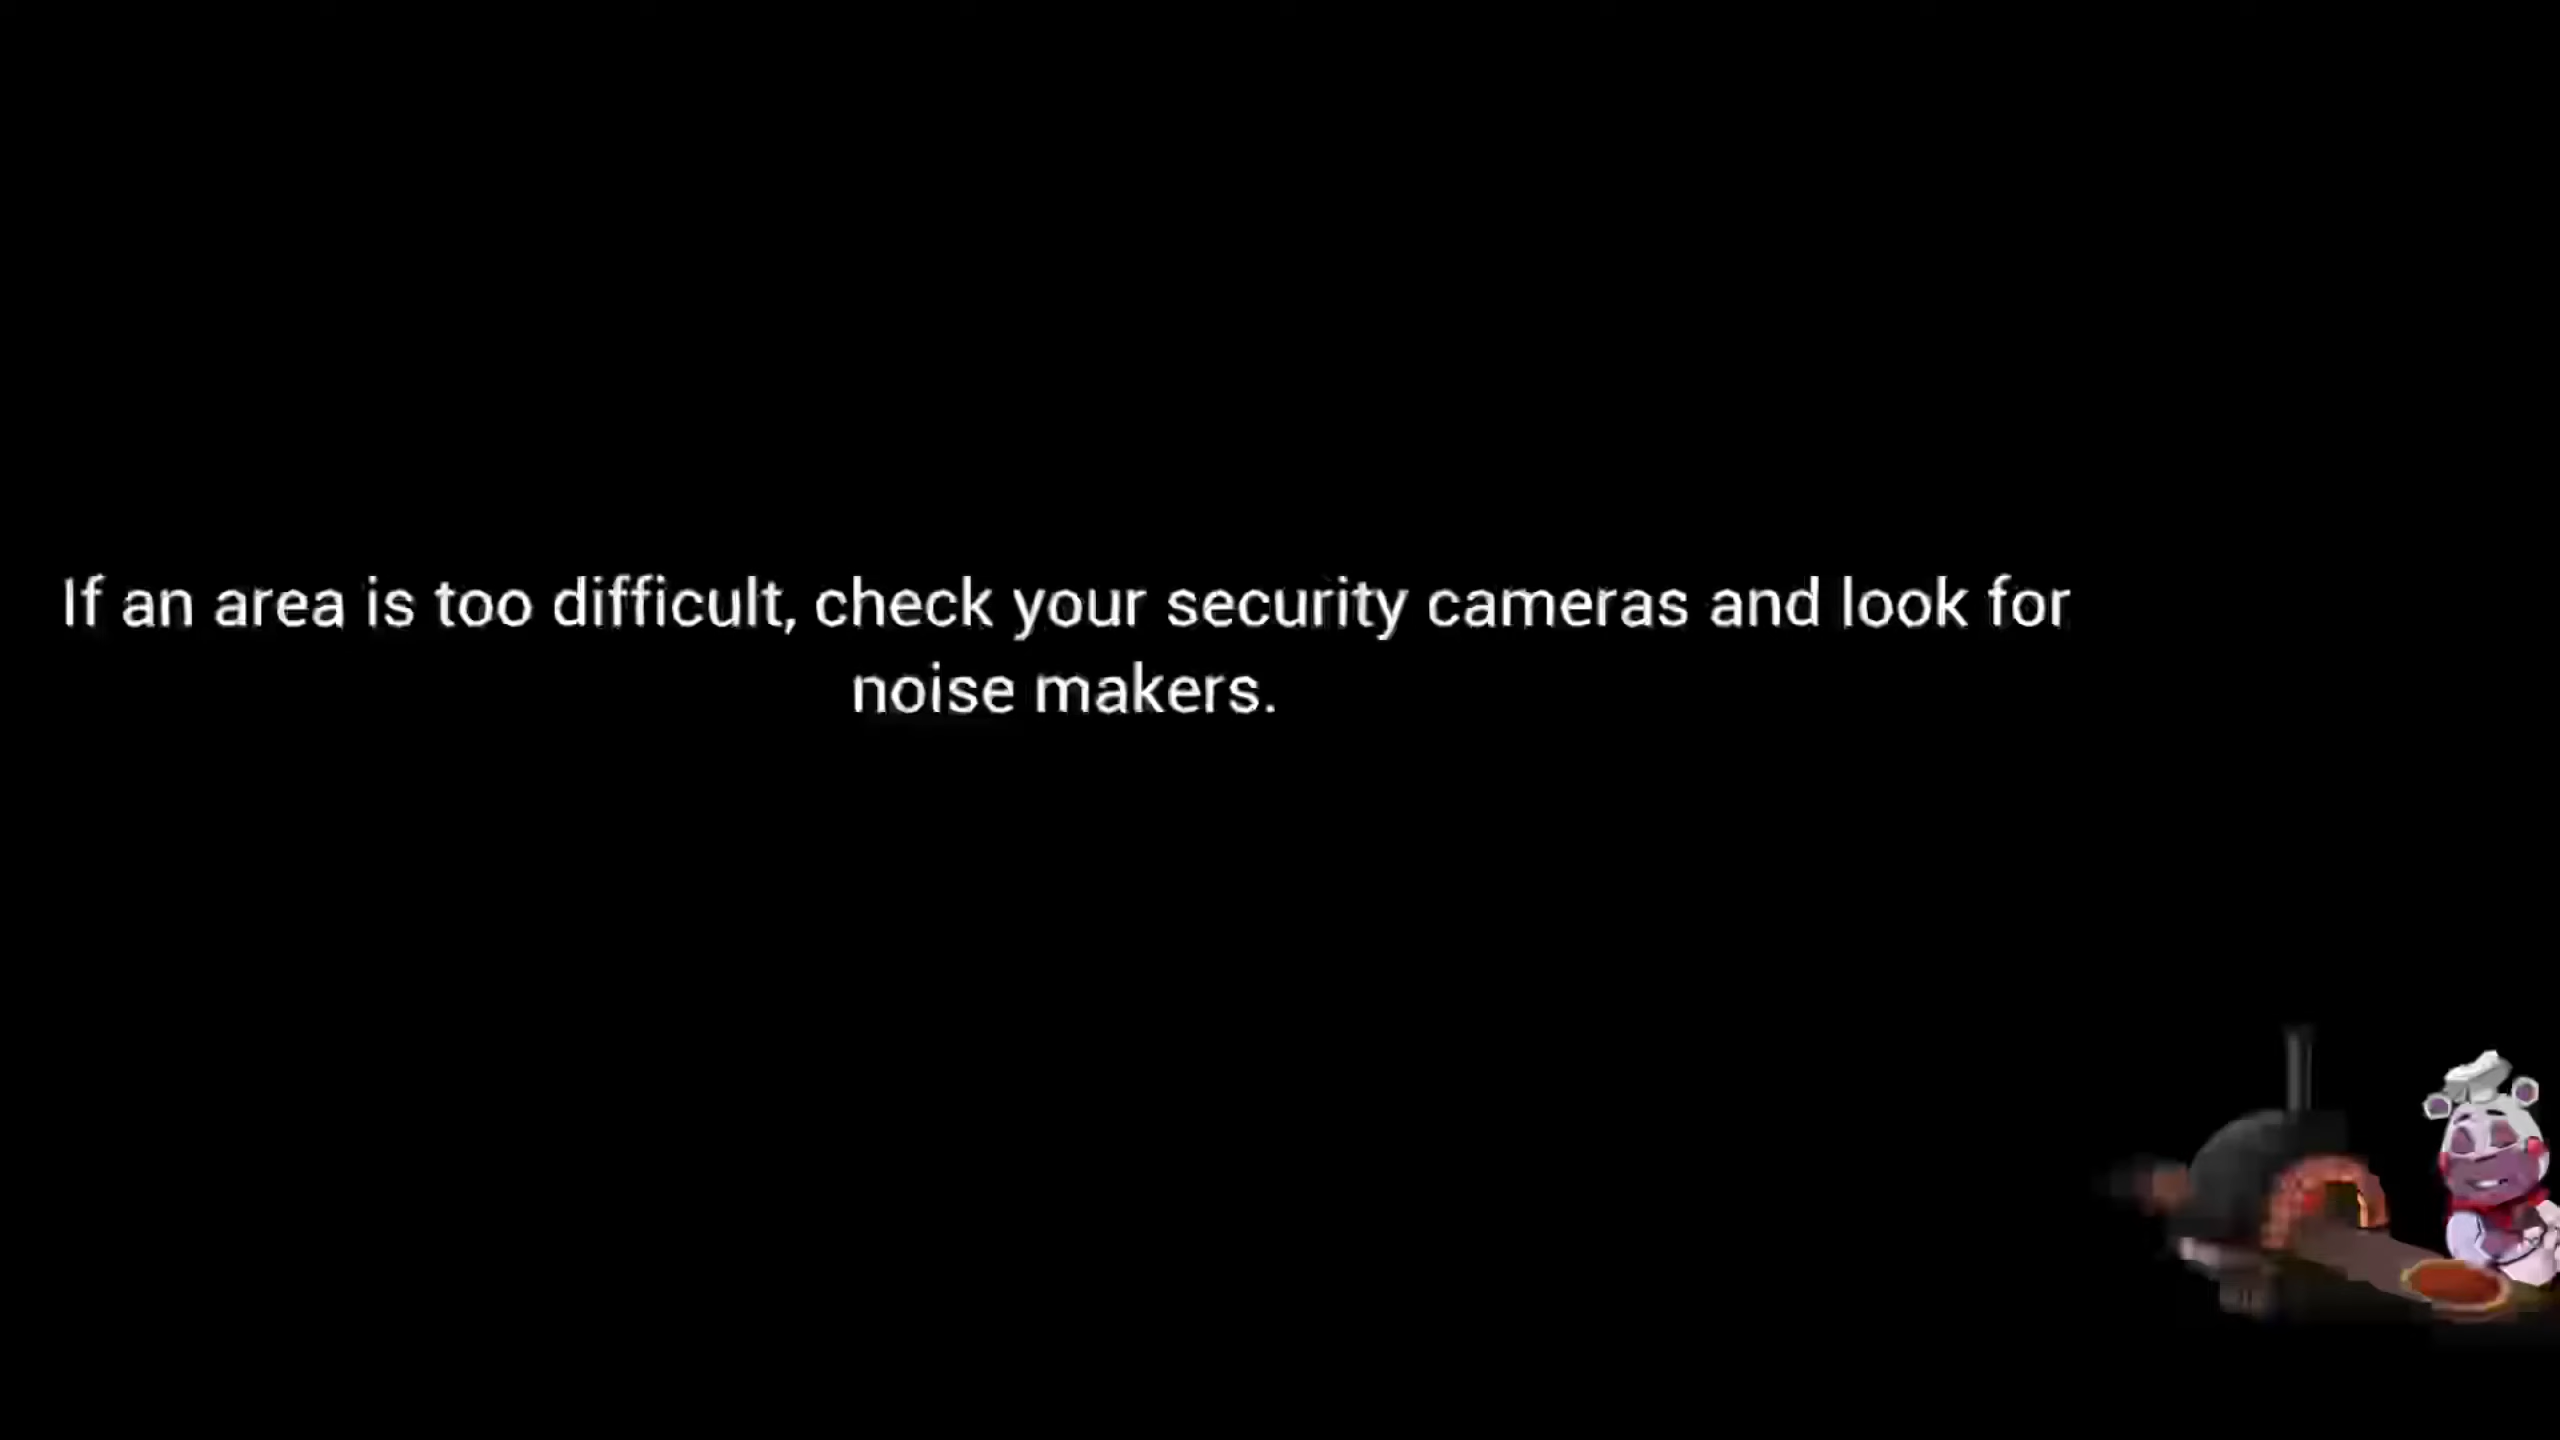 If an area is too difficult, check your security cameras and look for
noise makers.